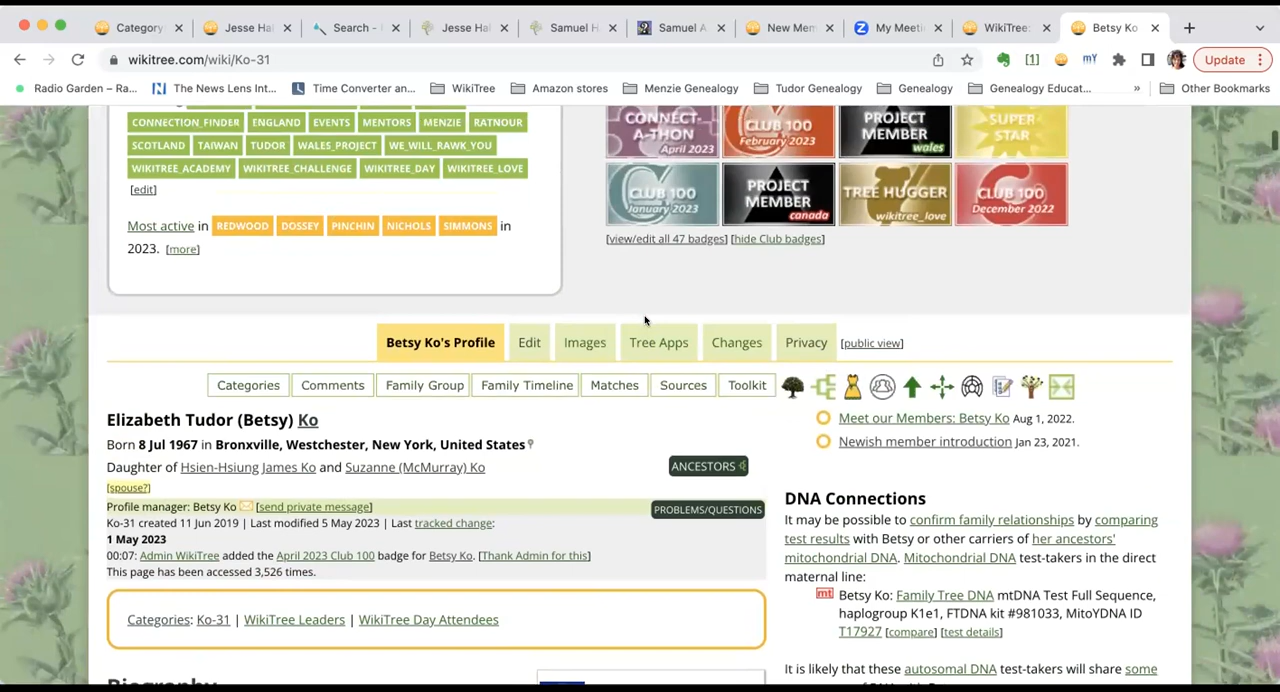 Category
Jesse Hal
Search -
Jesse Hal
Samuel H
Samuel A
New Mem
My Meeti
WikiTree:
Betsy Ko
wikitree.com/wiki/Ko-31
[1]
mY
Update
Radio Garden – Ra...
The News Lens Int...
Time Converter an...
WikiTree
Amazon stores
Menzie Genealogy
Tudor Genealogy
Genealogy
Genealogy Educat...
»
Other Bookmarks
CONNECTION_FINDER ENGLAND EVENTS MENTORS MENZIE RATNOUR
SCOTLAND TAIWAN TUDOR WALES_PROJECT WE_WILL_RAWK_YOU
WIKITREE_ACADEMY WIKITREE_CHALLENGE WIKITREE_DAY WIKITREE_LOVE
[edit]
Most active in REDWOOD DOSSEY PINCHIN NICHOLS SIMMONS in
2023. [more]
CONNECT-
A-THON
April 2023
CLUB 100
February 2023
PROJECT
MEMBER
wales
SUPER
STAR
CLUB 100
January 2023
PROJECT
MEMBER
canada
TREE HUGGER
wikitree_love
CLUB 100
December 2022
[view/edit all 47 badges] [hide Club badges]
Betsy Ko's Profile
Edit
Images
Tree Apps
Changes
Privacy
[public view]
Categories
Comments
Family Group
Family Timeline
Matches
Sources
Toolkit
Elizabeth Tudor (Betsy) Ko
Born 8 Jul 1967 in Bronxville, Westchester, New York, United States
Daughter of Hsien-Hsiung James Ko and Suzanne (McMurray) Ko
[spouse?]
ANCESTORS
Profile manager: Betsy Ko [send private message]
PROBLEMS/QUESTIONS
Ko-31 created 11 Jun 2019 | Last modified 5 May 2023 | Last tracked change:
1 May 2023
00:07: Admin WikiTree added the April 2023 Club 100 badge for Betsy Ko. [Thank Admin for this]
This page has been accessed 3,526 times.
Categories: Ko-31 | WikiTree Leaders | WikiTree Day Attendees
Biography
Meet our Members: Betsy Ko Aug 1, 2022.
Newish member introduction Jan 23, 2021.
DNA Connections
It may be possible to confirm family relationships by comparing
test results with Betsy or other carriers of her ancestors'
mitochondrial DNA. Mitochondrial DNA test-takers in the direct
maternal line:
mt
Betsy Ko: Family Tree DNA mtDNA Test Full Sequence,
haplogroup K1e1, FTDNA kit #981033, MitoYDNA ID
T17927 [compare] [test details]
It is likely that these autosomal DNA test-takers will share some